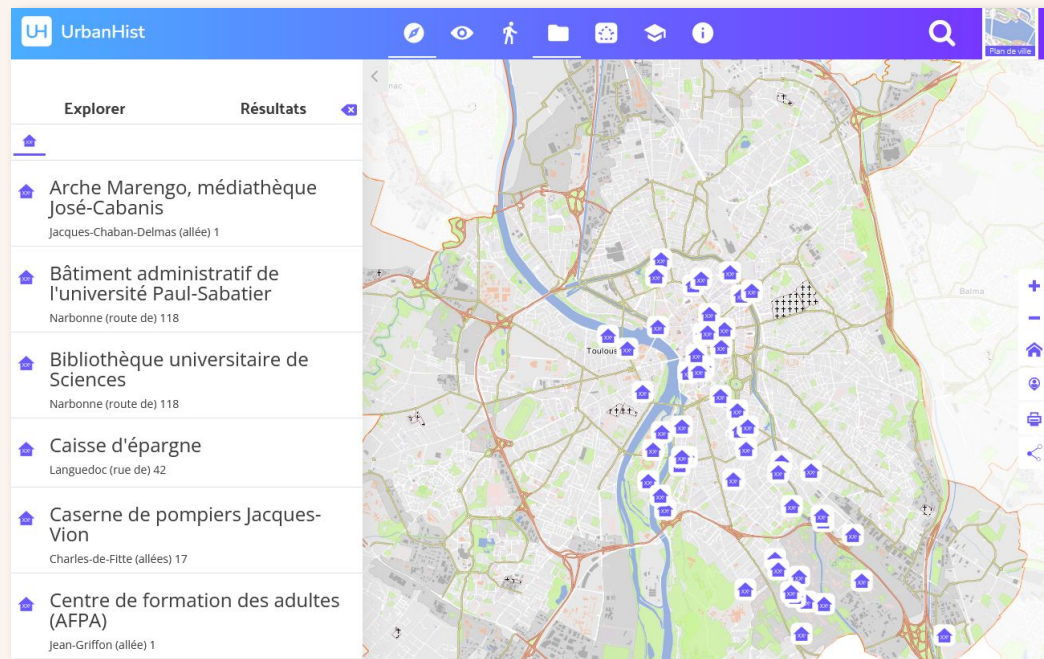 UH UrbanHist
Plan de ville
Explorer
Résultats
Arche Marengo, médiathèque
José-Cabanis
Jacques-Chaban-Delmas (allée) 1
Bâtiment administratif de
l'université Paul-Sabatier
Narbonne (route de) 118
Bibliothèque universitaire de
Sciences
Narbonne (route de) 118
Caisse d'épargne
Languedoc (rue de) 42
Caserne de pompiers Jacques-
Vion
Charles-de-Fitte (allées) 17
Centre de formation des adultes
(AFPA)
Jean-Griffon (allée) 1
Balma